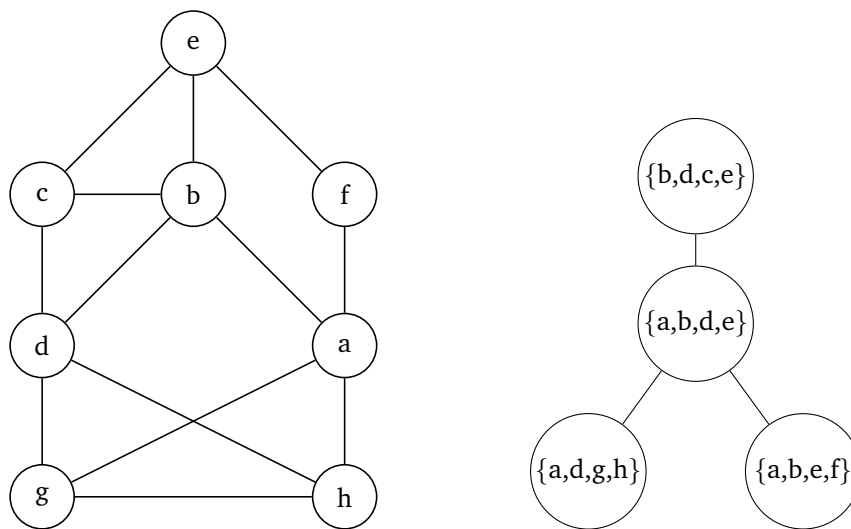 e
c
b
f
d
a
g
h
{b,d,c,e}
{a,b,d,e}
{a,d,g,h}
{a,b,e,f}